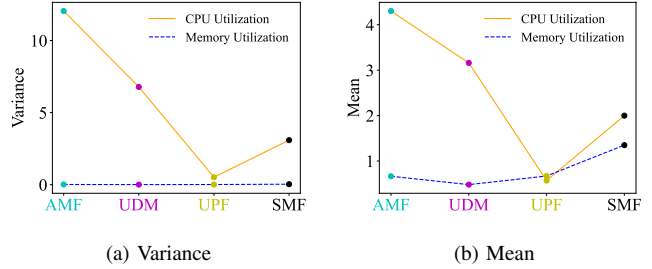 CPU Utilization
Memory Utilization
10
5
0
Variance
AMF UDM UPF SMF
(a) Variance
CPU Utilization
Memory Utilization
4
3
2
1
Mean
AMF UDM UPF SMF
(b) Mean